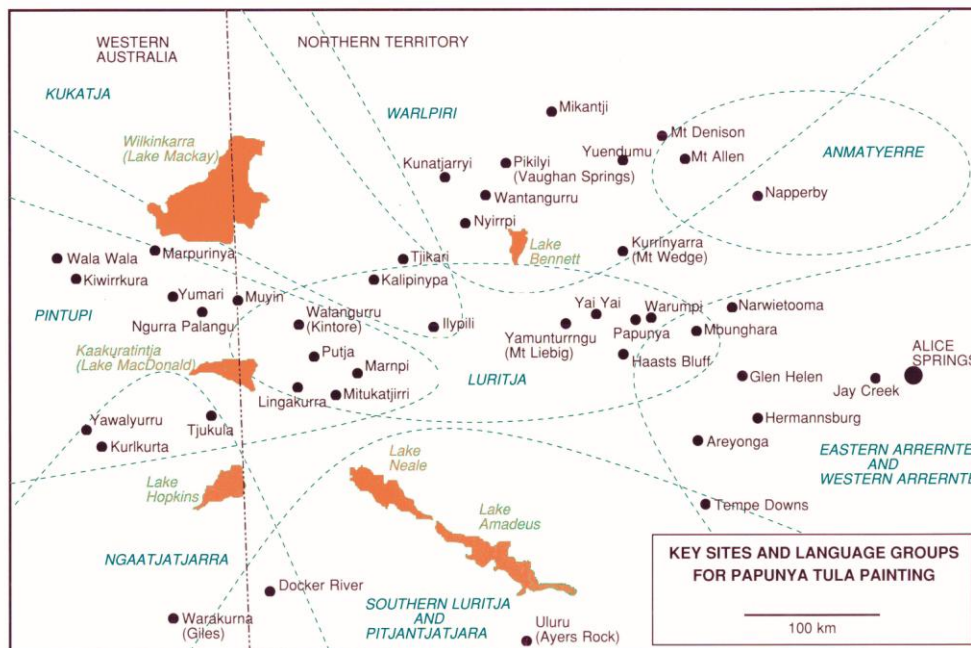 WESTERN
AUSTRALIA
NORTHERN TERRITORY
KUKATJA
WARLPIRI
Mikantji
Wilkinkarra
(Lake Mackay)
Mt Denison
Yuendumu
Mt Allen
ANMATYERRE
Kunatjarryi
Pikilyi
(Vaughan Springs)
Wantangurru
Napperby
Nyirrpi
Lake
Bennett
Kurrinyarra
(Mt Wedge)
Wala Wala
Marpurinya
Tjikari
Kiwirrkura
Kalipinypa
Yumari
Muyin
Ngurra Palangu
PINTUPI
Walangurru
(Kintore)
Ilypili
Yai Yai
Warumpi
Narwietooma
Yamunturrngu
(Mt Liebig)
Papunya
Mbunghara
Haasts Bluff
Kaakuratintja
(Lake MacDonald)
Putja
Marnpi
LURITJA
Lingakurra
Mitukatjirri
Glen Helen
ALICE
SPRINGS
Jay Creek
Yawalyurru
Tjukula
Kurlkurta
Hermannsburg
Areyonga
EASTERN ARRERNTE
AND
WESTERN ARRERNTE
Lake
Hopkins
Lake
Neale
Lake
Amadeus
Tempe Downs
NGAATJATJARRA
Docker River
Warakurna
(Giles)
SOUTHERN LURITJA
AND
PITJANTJATJARA
Uluru
(Ayers Rock)
KEY SITES AND LANGUAGE GROUPS
FOR PAPUNYA TULA PAINTING
100 km